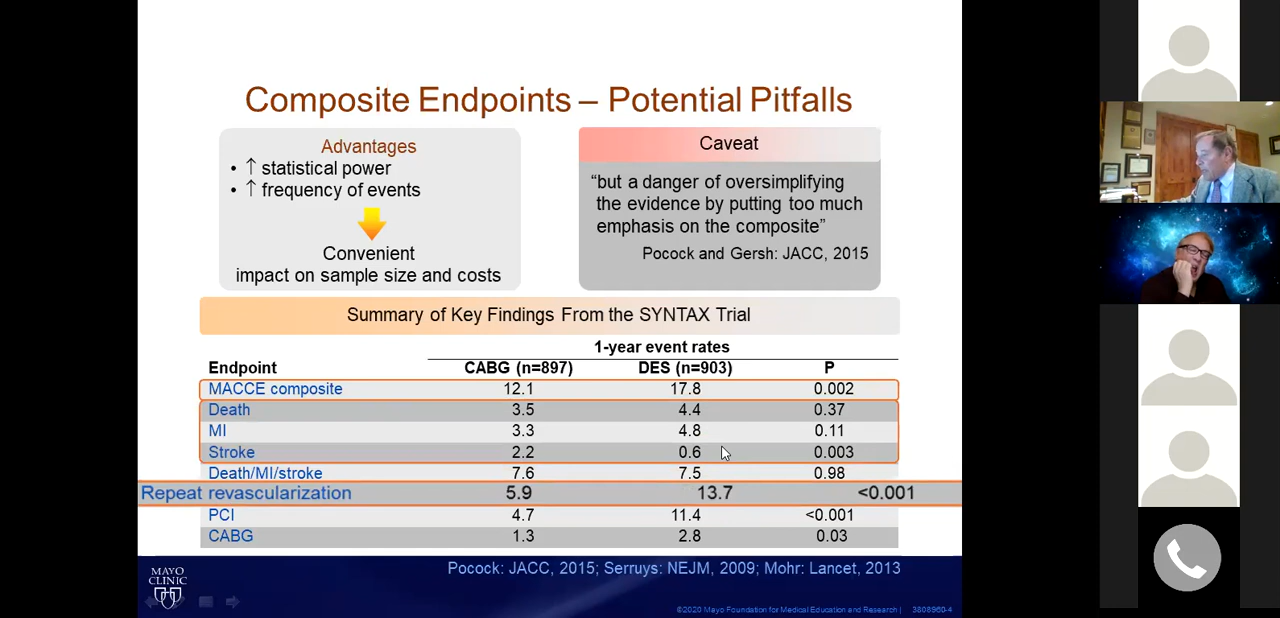 Composite Endpoints – Potential Pitfalls
Advantages
• ↑ statistical power
• ↑ frequency of events
Convenient
impact on sample size and costs
Caveat
“but a danger of oversimplifying
the evidence by putting too much
emphasis on the composite”
Pocock and Gersh: JACC, 2015
Summary of Key Findings From the SYNTAX Trial
1-year event rates
Endpoint CABG (n=897) DES (n=903) P
MACCE composite 12.1 17.8 0.002
Death 3.5 4.4 0.37
MI 3.3 4.8 0.11
Stroke 2.2 0.6 0.003
Death/MI/stroke 7.6 7.5 0.98
Repeat revascularization 5.9 13.7 <0.001
PCI 4.7 11.4 <0.001
CABG 1.3 2.8 0.03
Pocock: JACC, 2015; Serruys: NEJM, 2009; Mohr: Lancet, 2013
MAYO
CLINIC
©2020 Mayo Foundation for Medical Education and Research | 3808960-4